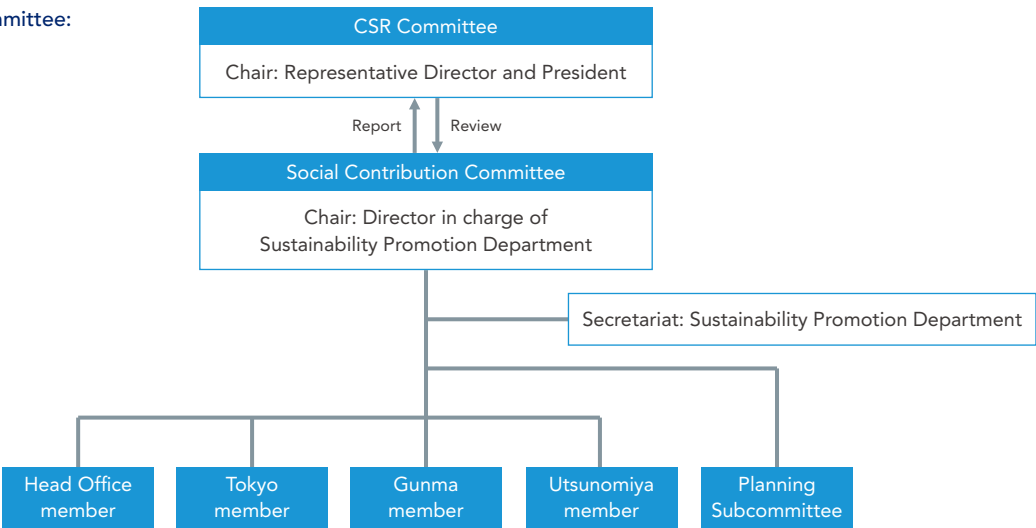 mmittee:
CSR Committee
Chair: Representative Director and President
Report
Review
Social Contribution Committee
Chair: Director in charge of
Sustainability Promotion Department
Secretariat: Sustainability Promotion Department
Head Office
member
Tokyo
member
Gunma
member
Utsunomiya
member
Planning
Subcommittee